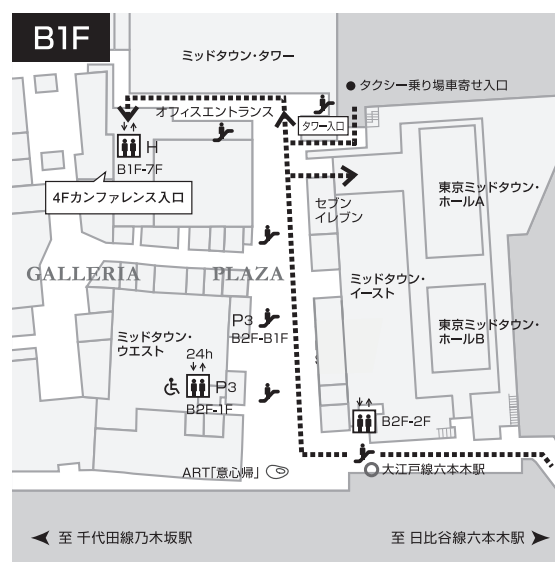 B1F
ミッドタウン・タワー
● タクシー乗り場車寄せ入口
オフィスエントランス
タワー入口
H
B1F-7F
4Fカンファレンス入口
セブン
イレブン
東京ミッドタウン・
ホールA
GALLERIA
PLAZA
ミッドタウン・
イースト
P3
B2F-B1F
東京ミッドタウン・
ホールB
ミッドタウン・
ウエスト
24h
P3
B2F-1F
B2F-2F
ART「意心帰」
大江戸線六本木駅
至 千代田線乃木坂駅
至 日比谷線六本木駅